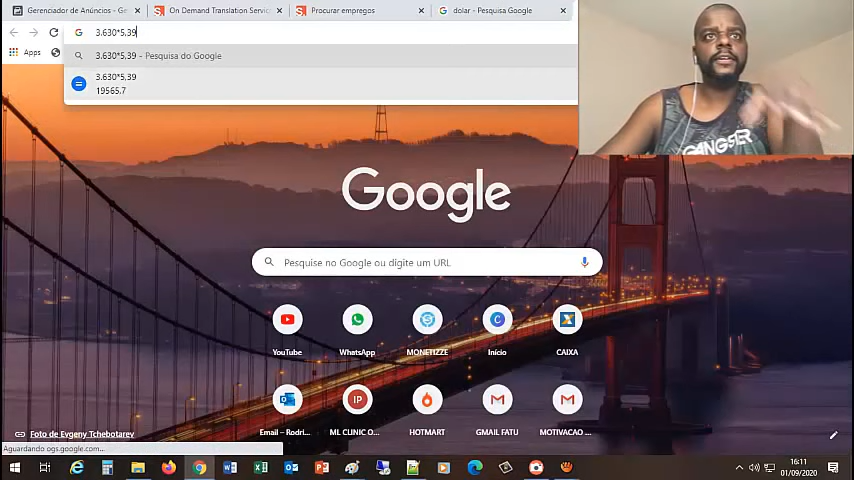 Gerenciador de Anúncios - Ge
On Demand Translation Servic
Procurar empregos
dolar - Pesquisa Google
3.630*5,39
Apps
3.630*5,39 - Pesquisa do Google
3.630*5,39
19565.7
GANGSTER
Google
Pesquise no Google ou digite um URL
YouTube
WhatsApp
MONETIZZE
Início
CAIXA
Email – Rodri...
ML CLINIC O...
HOTMART
GMAIL FATU
MOTIVACAO ...
Foto de Evgeny Tchebotarev
Aguardando ogs.google.com...
16:11
01/09/2020